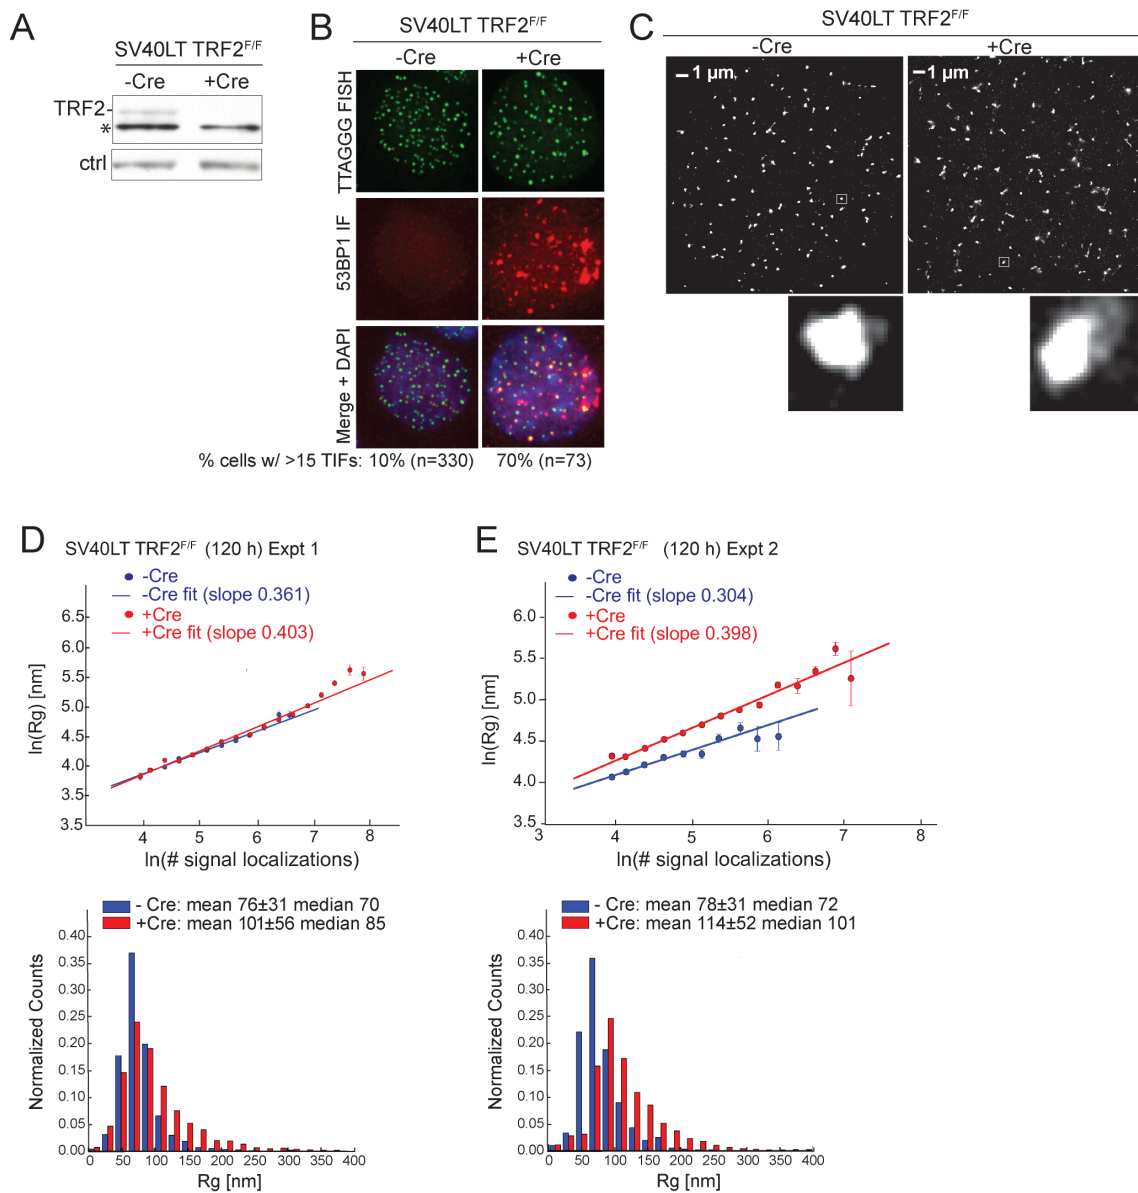 A
SV40LT TRF2F/F
-Cre +Cre
TRF2-
*
ctrl
B
SV40LT TRF2F/F
-Cre +Cre
TTAGGG FISH
53BP1 IF
Merge + DAPI
% cells w/ >15 TIFs: 10% (n=330) 70% (n=73)
C
SV40LT TRF2F/F
-Cre +Cre
1 μm
1 μm
D
SV40LT TRF2F/F (120 h) Expt 1
-Cre
-Cre fit (slope 0.361)
+Cre
+Cre fit (slope 0.403)
ln(Rg) [nm]
6.5
6.0
5.5
5.0
4.5
4.0
3.5
4 5 6 7 8
ln(# signal localizations)
- Cre: mean 76±31 median 70
+Cre: mean 101±56 median 85
Normalized Counts
0.40
0.35
0.30
0.25
0.20
0.15
0.10
0.05
0.00
0 50 100 150 200 250 300 350 400
Rg [nm]
E
SV40LT TRF2F/F (120 h) Expt 2
-Cre
-Cre fit (slope 0.304)
+Cre
+Cre fit (slope 0.398)
ln(Rg) [nm]
6.0
5.5
5.0
4.5
4.0
3.5
3 4 5 6 7 8
ln(# signal localizations)
- Cre: mean 78±31 median 72
+Cre: mean 114±52 median 101
Normalized Counts
0.40
0.35
0.30
0.25
0.20
0.15
0.10
0.05
0.00
0 50 100 150 200 250 300 350 400
Rg [nm]